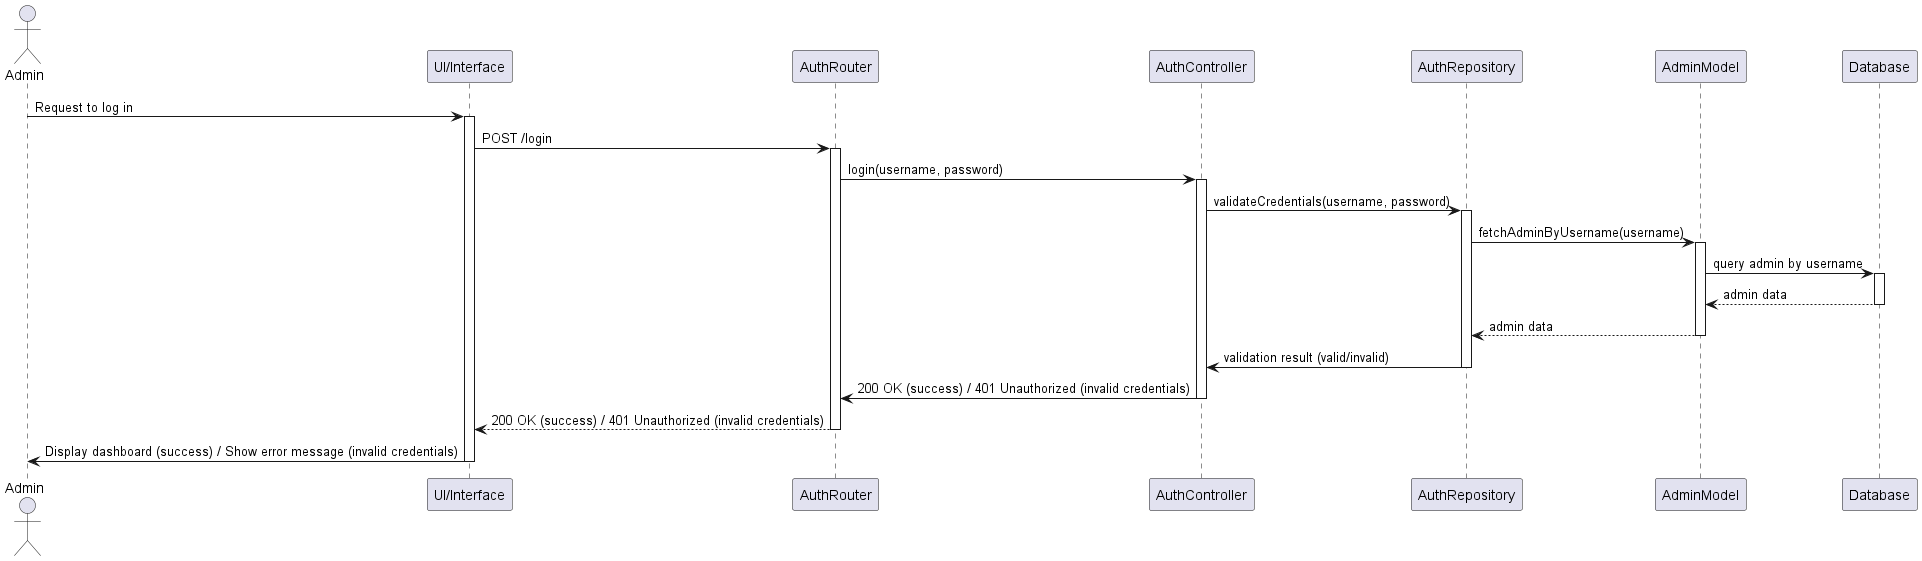 Admin
UI/Interface
AuthRouter
AuthController
AuthRepository
AdminModel
Database
Request to log in
POST /login
login(username, password)
validateCredentials(username, password)
fetchAdminByUsername(username)
query admin by username
admin data
admin data
validation result (valid/invalid)
200 OK (success) / 401 Unauthorized (invalid credentials)
200 OK (success) / 401 Unauthorized (invalid credentials)
Display dashboard (success) / Show error message (invalid credentials)
Admin
UI/Interface
AuthRouter
AuthController
AuthRepository
AdminModel
Database